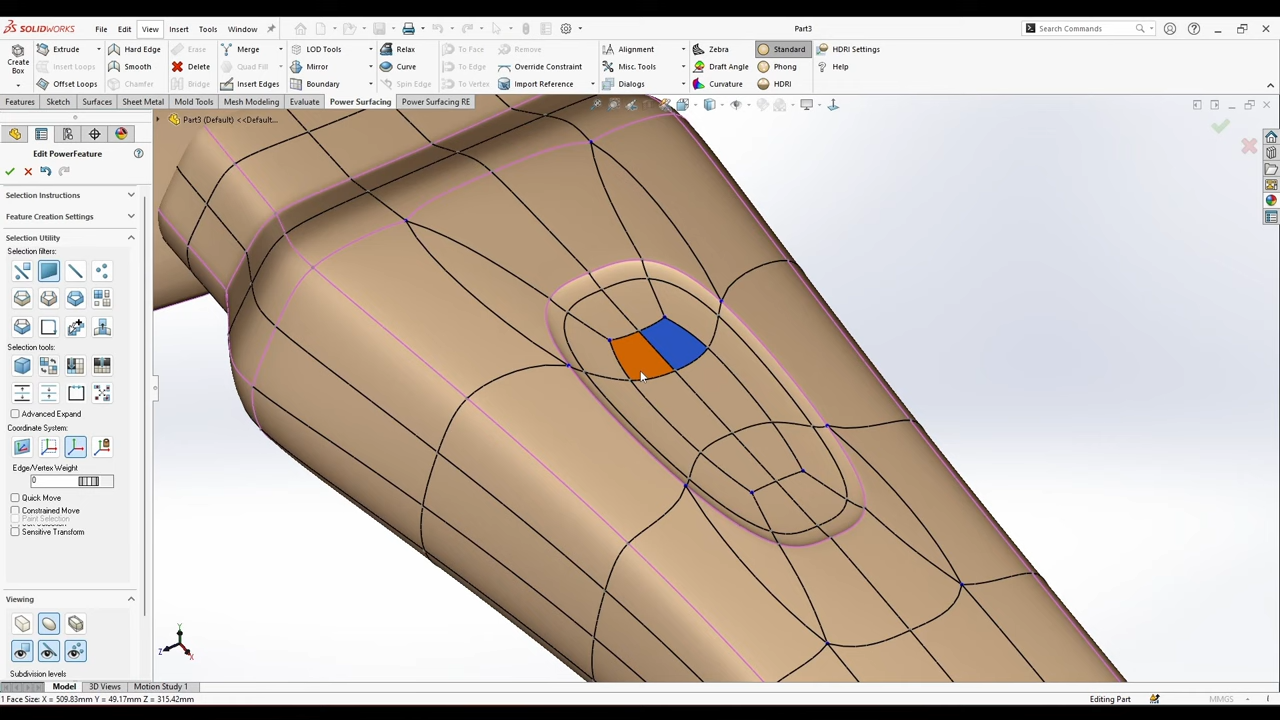 SOLIDWORKS File Edit View Insert Tools Window Part3 Search Commands
Create Box
Extrude Hard Edge Erase Merge LOD Tools Relax To Face Remove Alignment Zebra Standard HDRI Settings
Insert Loops Smooth Delete Quad Fill Mirror Curve To Edge Override Constraint Misc. Tools Draft Angle Phong Help
Offset Loops Chamfer Bridge Insert Edges Boundary Spin Edge To Vertex Import Reference Dialogs Curvature HDRI
Features Sketch Surfaces Sheet Metal Mold Tools Mesh Modeling Evaluate Power Surfacing Power Surfacing RE
Part3 (Default) <<Default...
Edit PowerFeature
Selection Instructions
Feature Creation Settings
Selection Utility
Selection filters:
Selection tools:
Advanced Expand
Coordinate System:
Edge/Vertex Weight
0
Quick Move
Constrained Move
Paint Selection
Sensitive Transform
Viewing
Subdivision levels
Y
Z
X
Model 3D Views Motion Study 1
1 Face Size: X = 509.83mm Y = 49.17mm Z = 315.42mm Editing Part MMGS